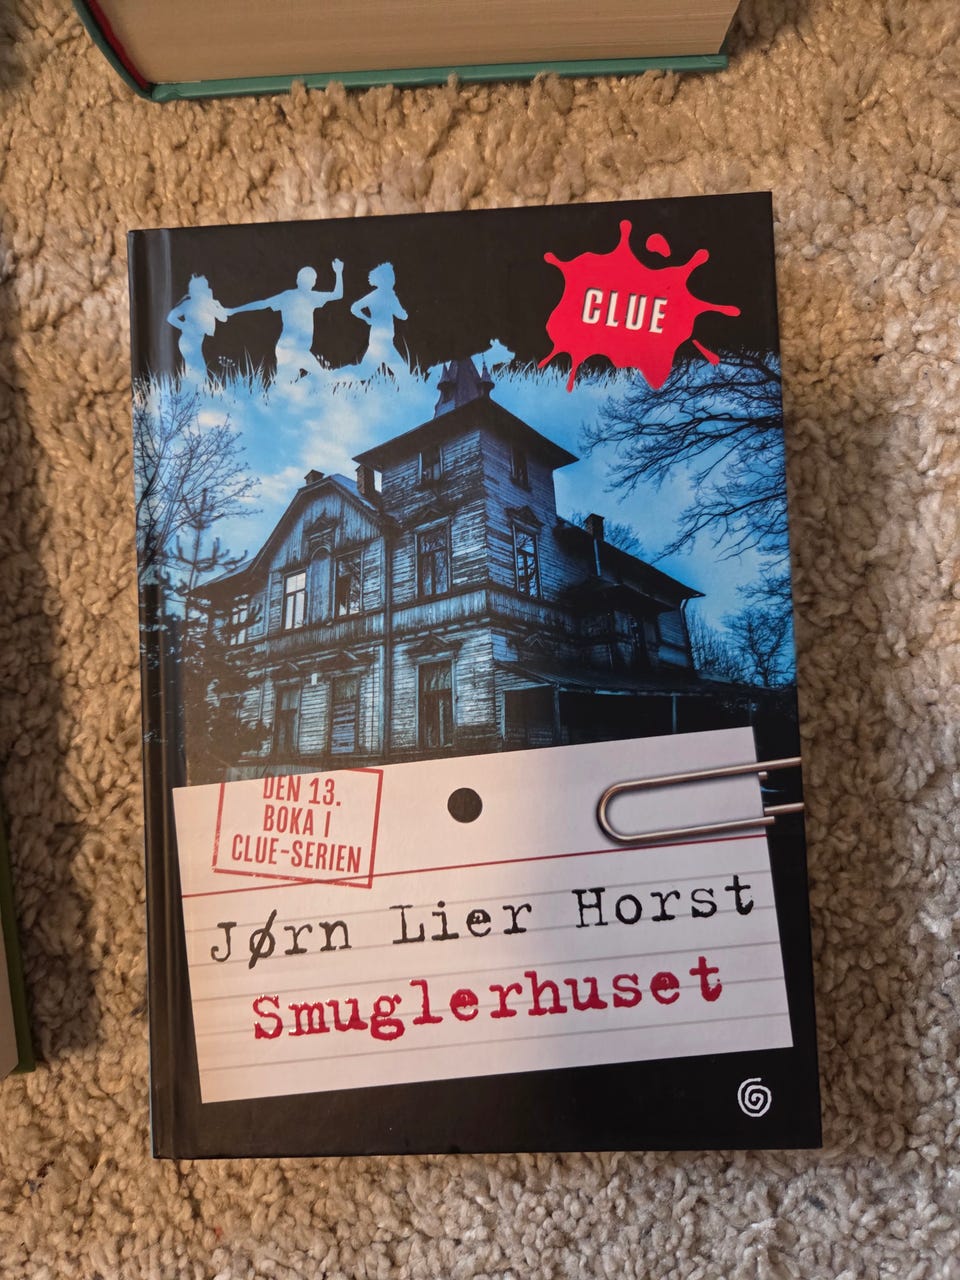 CLUE
DEN 13.
BOKA I
CLUE-SERIEN
Jørn Lier Horst
Smuglerhuset